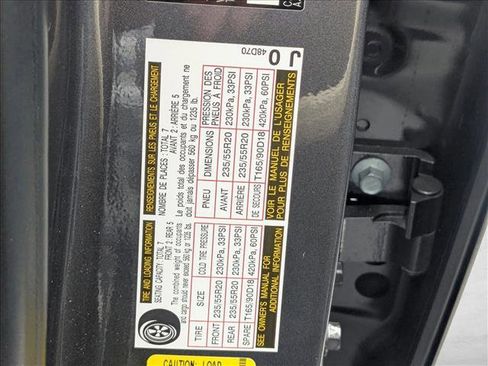 TIRE AND LOADING INFORMATION
SEATING CAPACITY: TOTAL 7 FRONT 2, REAR 5
The combined weight of occupants
and cargo should never exceed 560 kg or 1235 lb.
TIRE SIZE COLD TIRE PRESSURE
FRONT 235/55R20 230kPa, 33PSI
REAR 235/55R20 230kPa, 33PSI
SPARE T165/90D18 420kPa, 60PSI
SEE OWNER'S MANUAL FOR
ADDITIONAL INFORMATION
RENSEIGNEMENTS SUR LES PNEUS ET LE CHARGEMENT
NOMBRE DE PLACES : TOTAL 7
AVANT 2 : ARRIÈRE 5
Le poids total des occupants et du chargement ne
doit jamais dépasser 560 kg ou 1235 lb.
PNEU DIMENSIONS PRESSION DES
PNEUS À FROID
AVANT 235/55R20 230kPa, 33PSI
ARRIÈRE 235/55R20 230kPa, 33PSI
DE SECOURS T165/90D18 420kPa, 60PSI
VOIR LE MANUEL DE L'USAGER
POUR PLUS DE RENSEIGNEMENTS
48D70
J0
CAUTION: LOAD